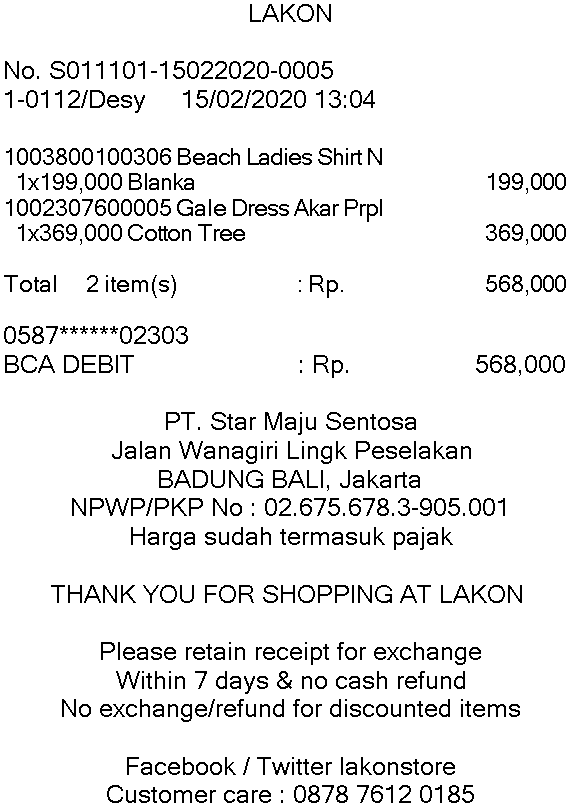 LAKON
No. S011101-15022020-0005
1-0112/Desy 15/02/2020 13:04
1003800100306 Beach Ladies Shirt N
1x199,000 Blanka 199,000
1002307600005 Gale Dress Akar Prpl
1x369,000 Cotton Tree 369,000
Total 2 item(s) : Rp. 568,000
0587******02303
BCA DEBIT : Rp. 568,000
PT. Star Maju Sentosa
Jalan Wanagiri Lingk Peselakan
BADUNG BALI, Jakarta
NPWP/PKP No : 02.675.678.3-905.001
Harga sudah termasuk pajak
THANK YOU FOR SHOPPING AT LAKON
Please retain receipt for exchange
Within 7 days & no cash refund
No exchange/refund for discounted items
Facebook / Twitter lakonstore
Customer care : 0878 7612 0185